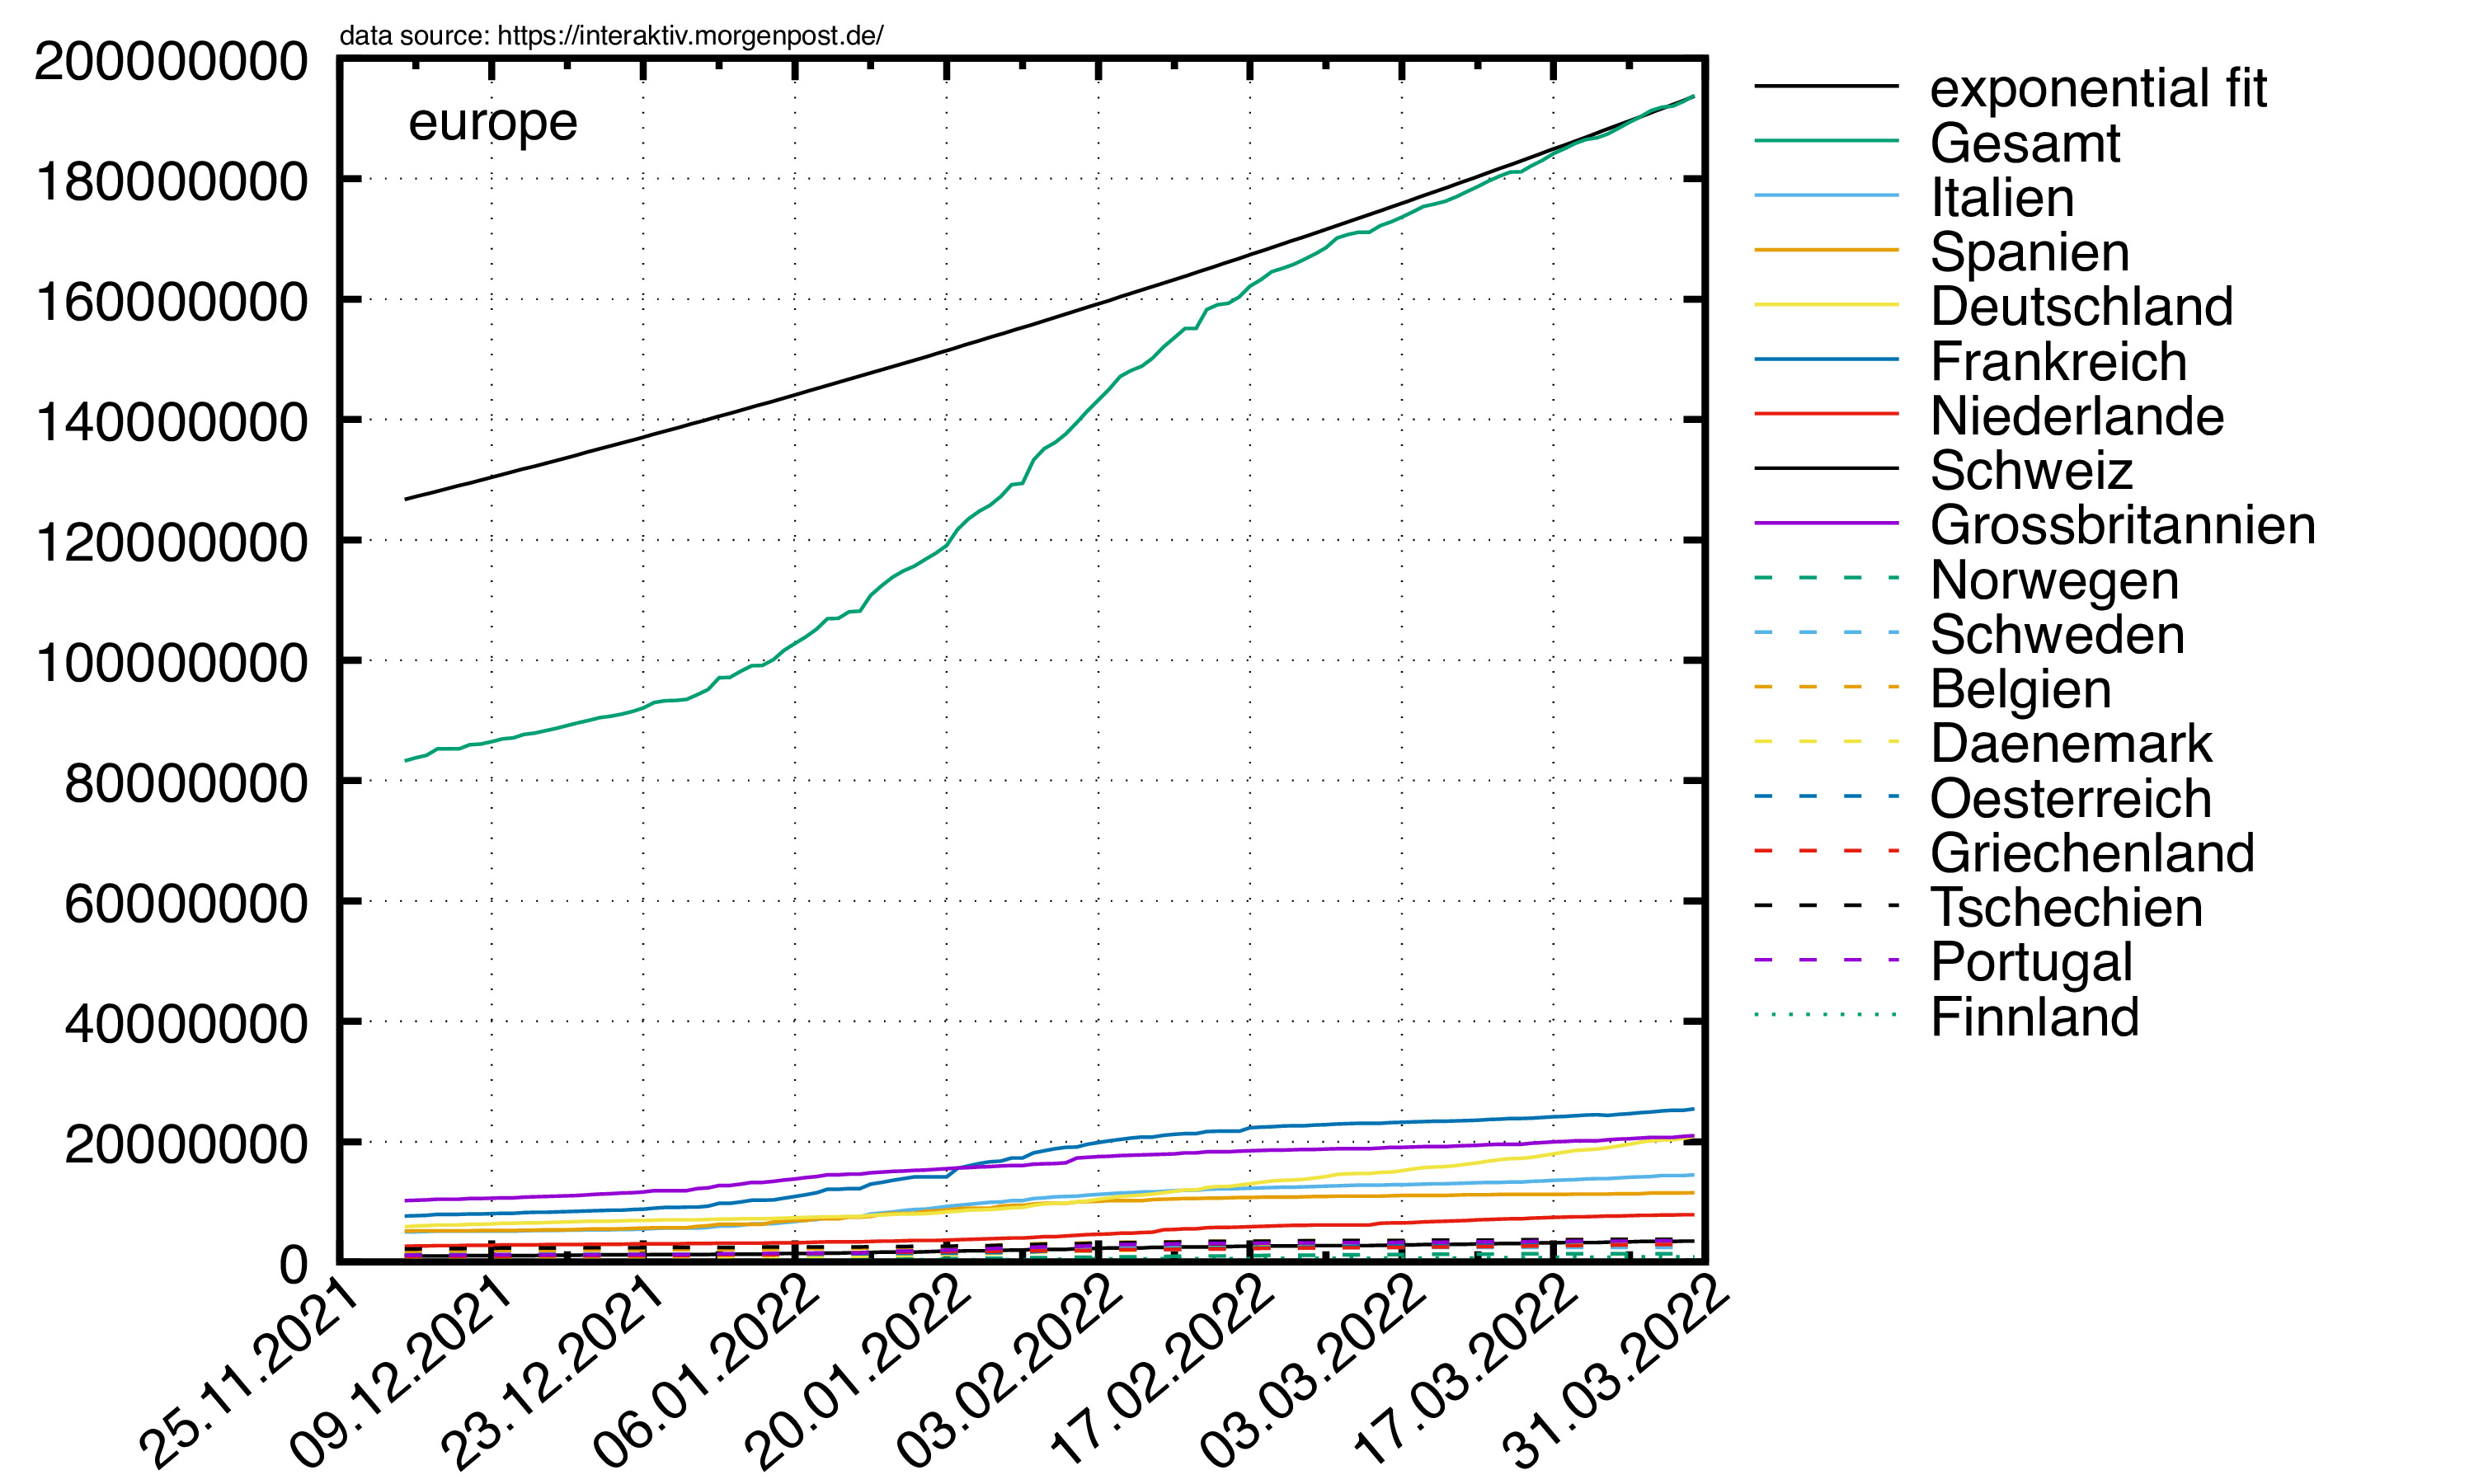 data source: https://interaktiv.morgenpost.de/
200000000
180000000
160000000
140000000
120000000
100000000
80000000
60000000
40000000
20000000
0
europe
25.11.2021
09.12.2021
23.12.2021
06.01.2022
20.01.2022
03.02.2022
17.02.2022
03.03.2022
17.03.2022
31.03.2022
exponential fit
Gesamt
Italien
Spanien
Deutschland
Frankreich
Niederlande
Schweiz
Grossbritannien
Norwegen
Schweden
Belgien
Daenemark
Oesterreich
Griechenland
Tschechien
Portugal
Finnland